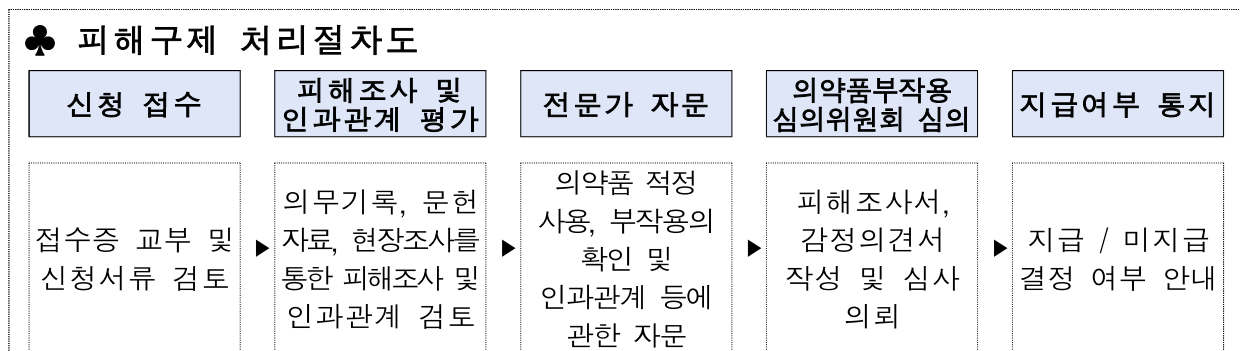 ♣ 피해구제 처리절차도
신청 접수
피해조사 및
인과관계 평가
전문가 자문
의약품부작용
심의위원회 심의
지급여부 통지
접수증 교부 및
신청서류 검토
▶
의무기록, 문헌
자료, 현장조사를
통한 피해조사 및
인과관계 검토
▶
의약품 적정
사용, 부작용의
확인 및
인과관계 등에
관한 자문
▶
피해조사서,
감정의견서
작성 및 심사
의뢰
▶
지급 / 미지급
결정 여부 안내